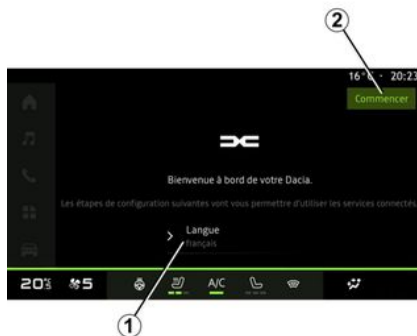 2
16°C · 20:23
Commencer
Bienvenue à bord de votre Dacia.
Les étapes de configuration suivantes vont vous permettre d'utiliser les services connectés.
Langue
français
20 5 A/C
1